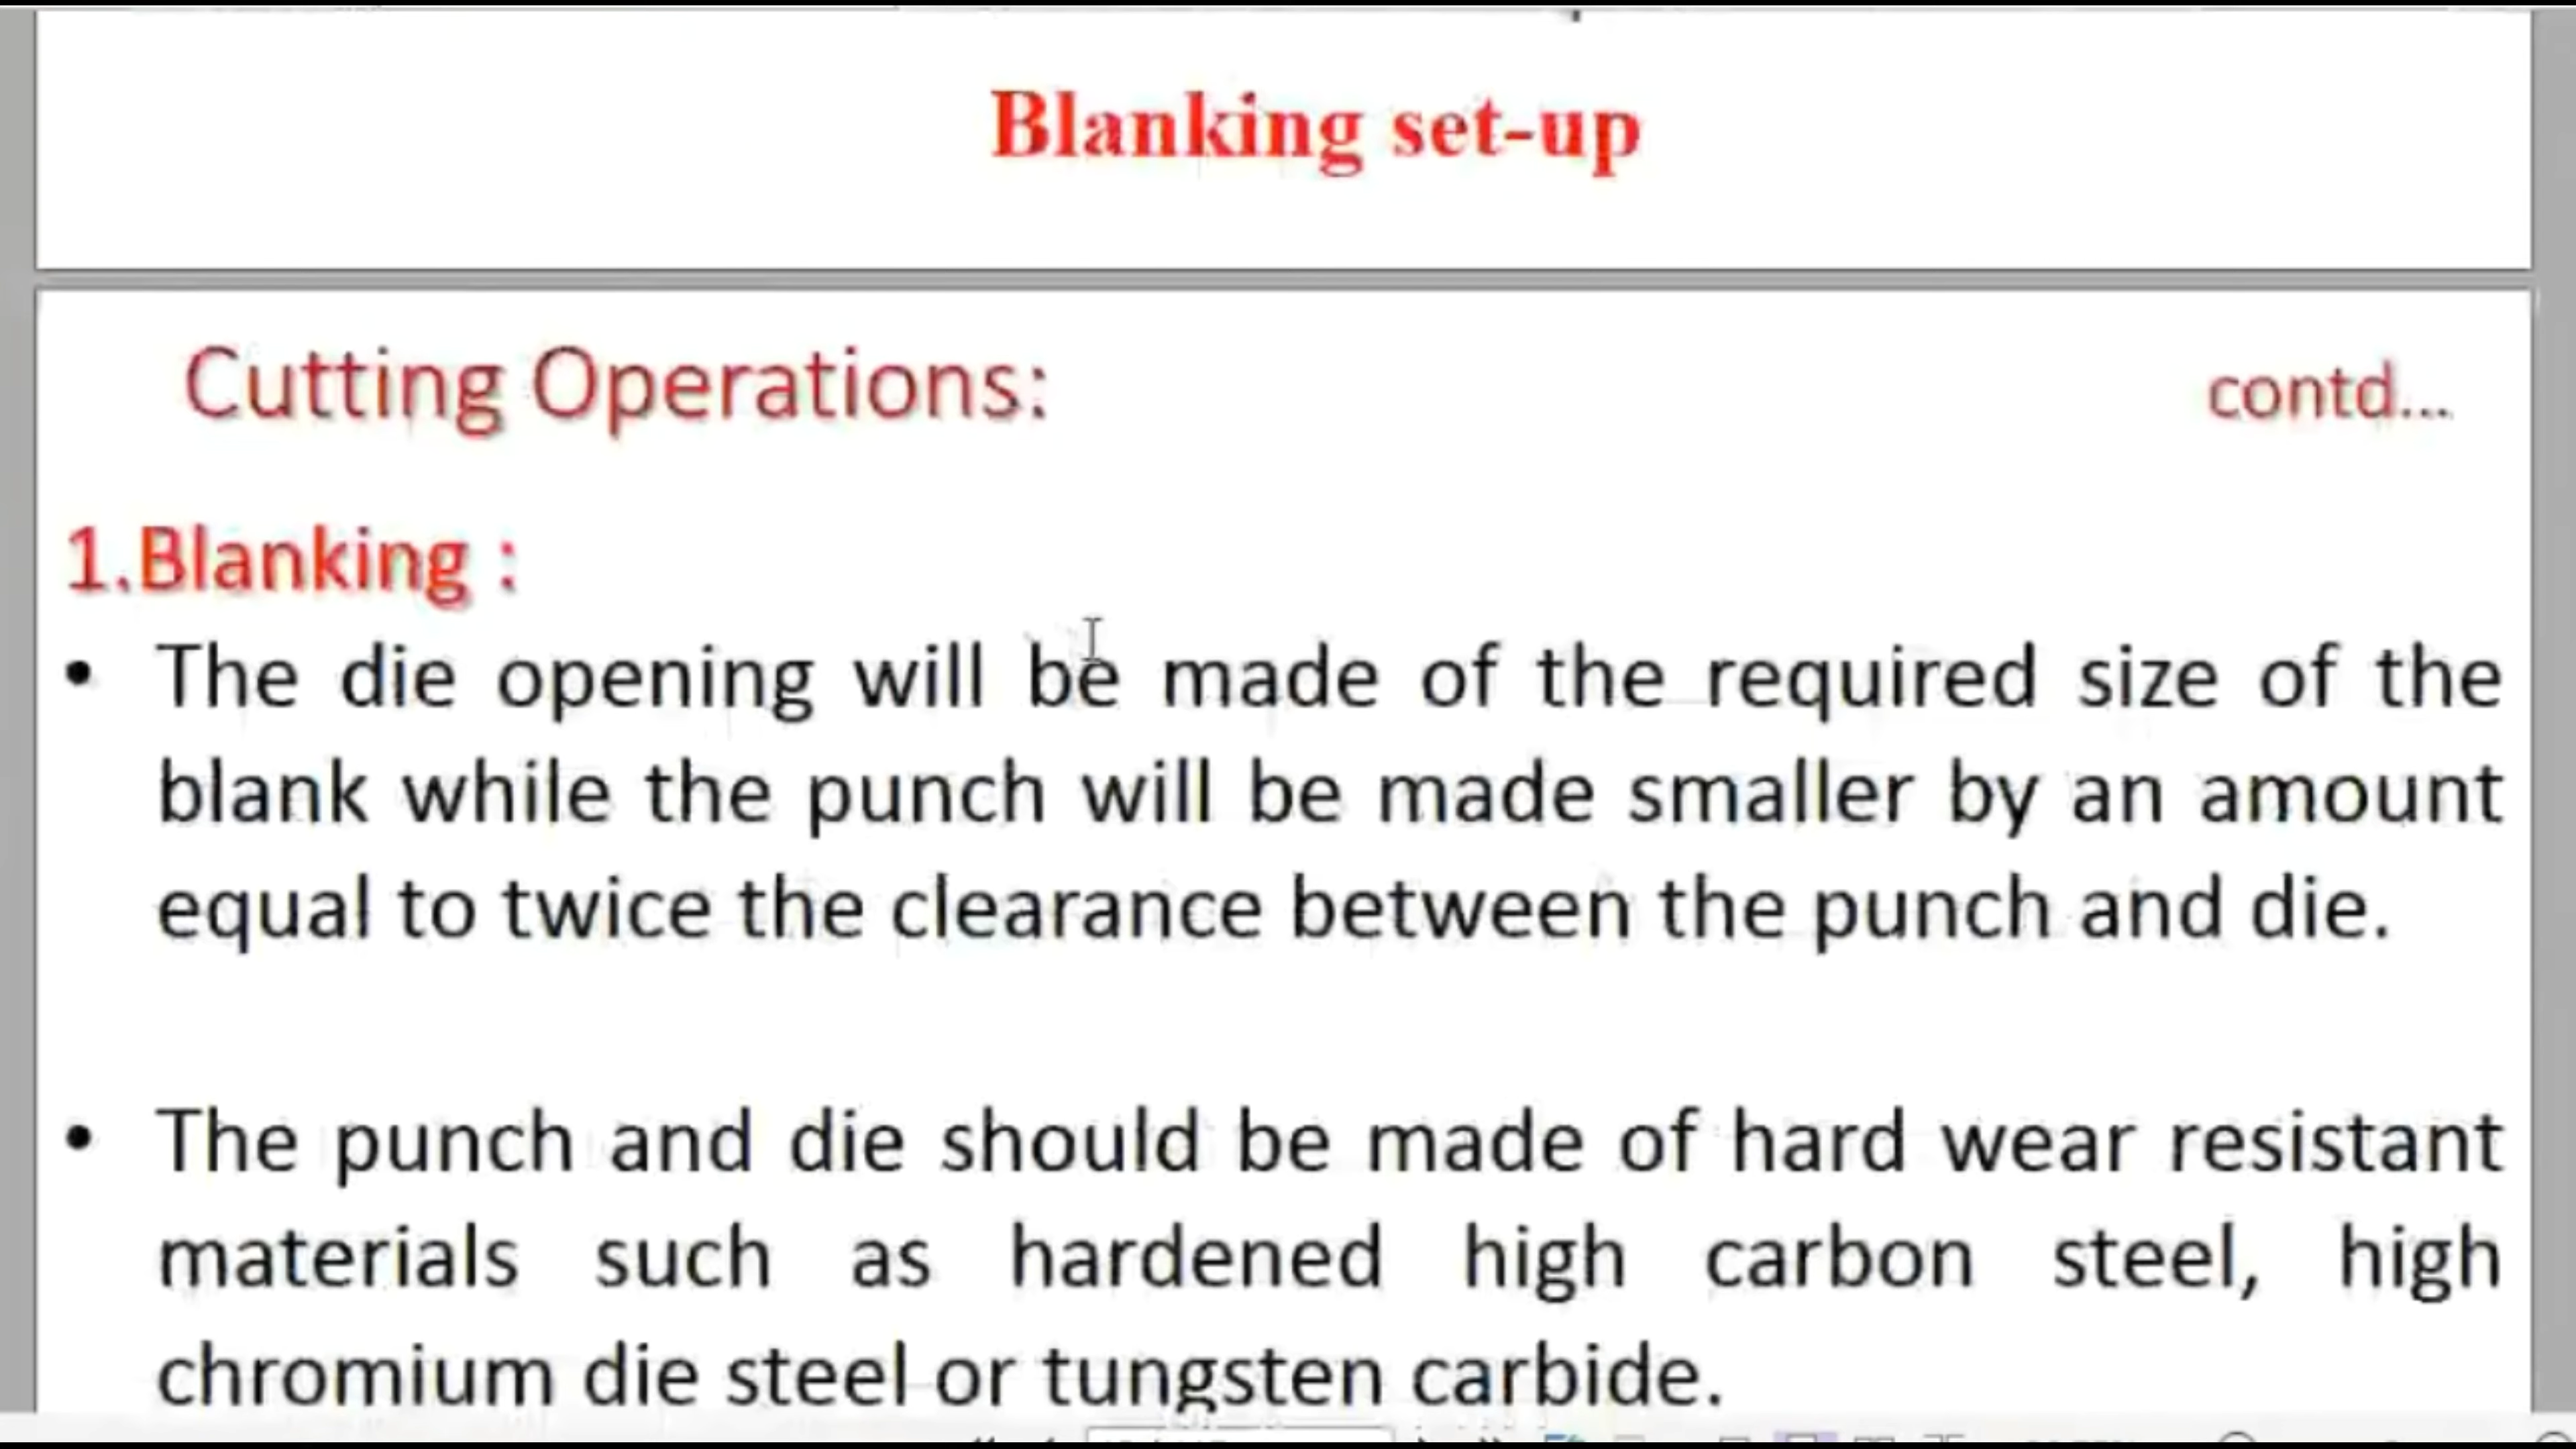 Blanking set-up
Cutting Operations:
contd...
1.Blanking :
• The die opening will be made of the required size of the
blank while the punch will be made smaller by an amount
equal to twice the clearance between the punch and die.
• The punch and die should be made of hard wear resistant
materials such as hardened high carbon steel, high
chromium die steel or tungsten carbide.